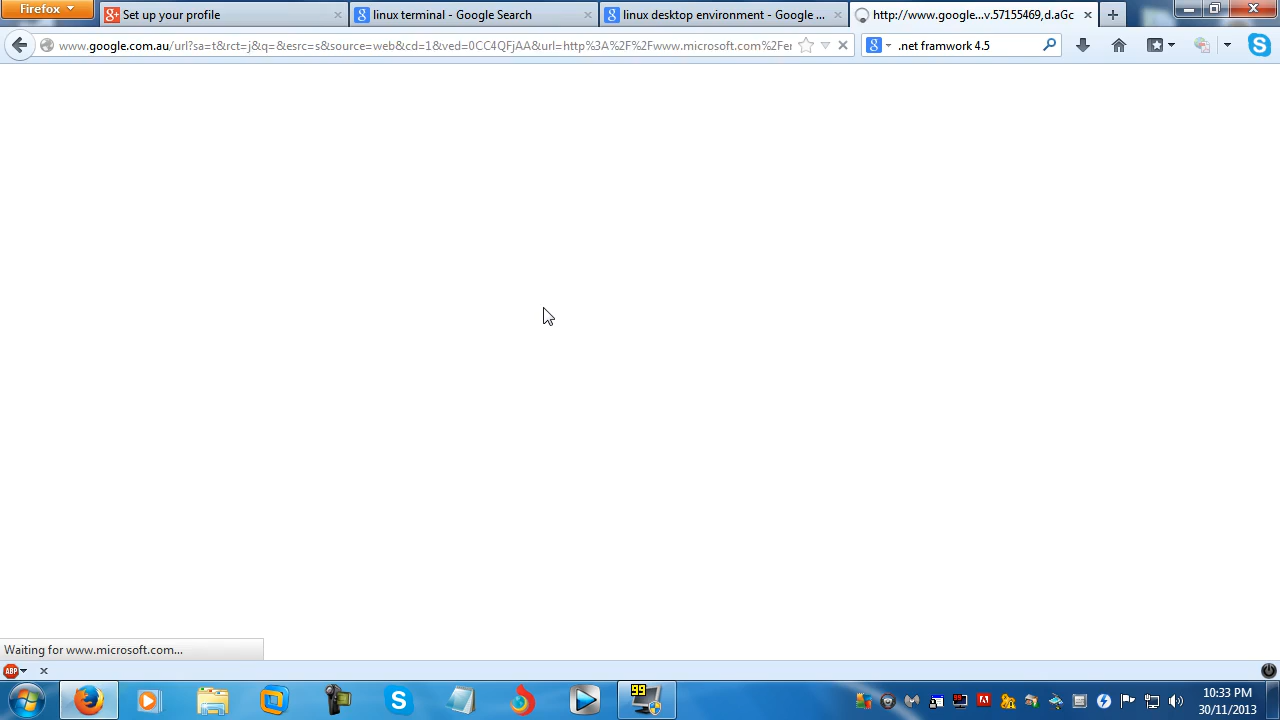 Firefox
Set up your profile
linux terminal - Google Search
linux desktop environment - Google ...
http://www.google...v.57155469,d.aGc
www.google.com.au/url?sa=t&rct=j&q=&esrc=s&source=web&cd=1&ved=0CC4QFjAA&url=http%3A%2F%2Fwww.microsoft.com%2Fer
.net framwork 4.5
Waiting for www.microsoft.com...
ABP
99
10:33 PM
30/11/2013